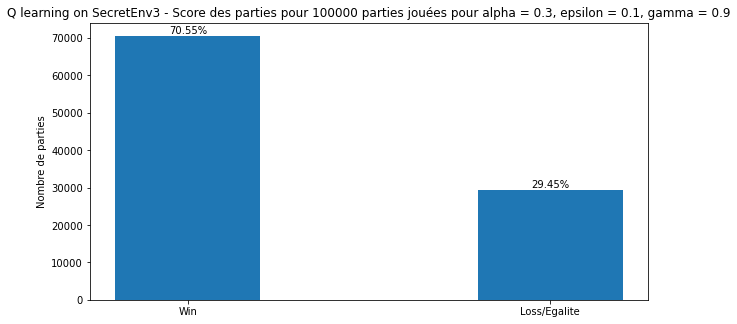 Q learning on SecretEnv3 - Score des parties pour 100000 parties jouées pour alpha = 0.3, epsilon = 0.1, gamma = 0.9
Nombre de parties
70000
60000
50000
40000
30000
20000
10000
0
70.55%
29.45%
Win
Loss/Egalite